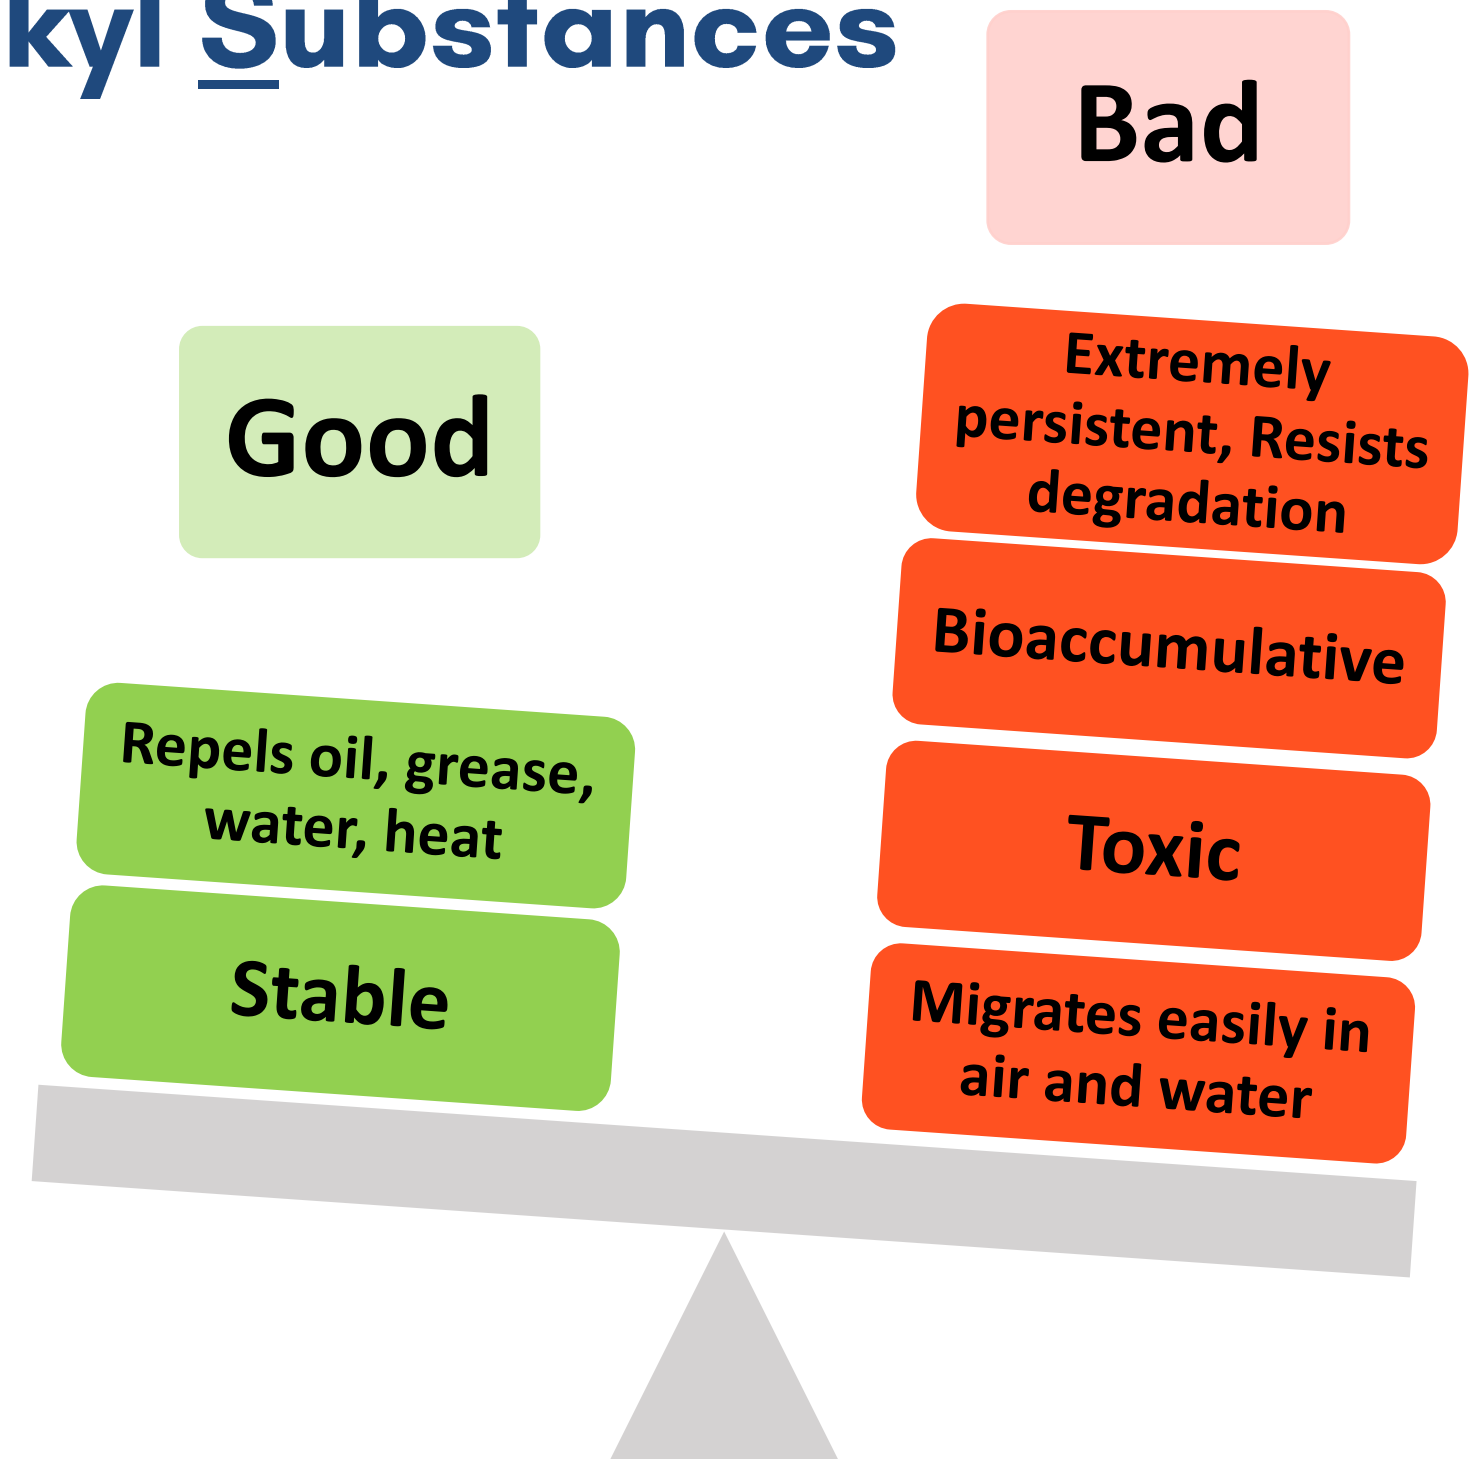 kyl Substances
Bad
Good
Extremely
persistent, Resists
degradation
Bioaccumulative
Toxic
Migrates easily in
air and water
Repels oil, grease,
water, heat
Stable